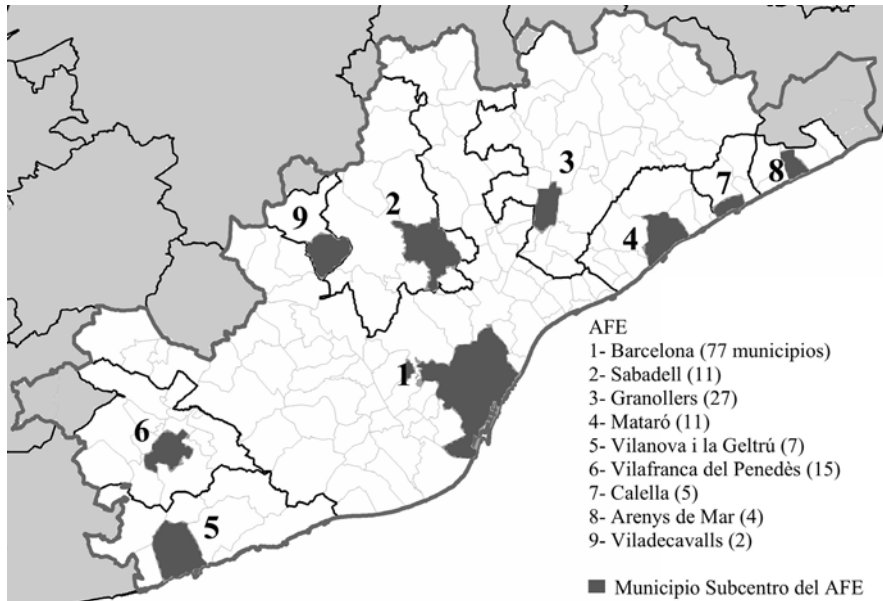 3
7
8
9
2
4
1
6
5
AFE
1- Barcelona (77 municipios)
2- Sabadell (11)
3- Granollers (27)
4- Mataró (11)
5- Vilanova i la Geltrú (7)
6- Vilafranca del Penedès (15)
7- Calella (5)
8- Arenys de Mar (4)
9- Viladecavalls (2)
Municipio Subcentro del AFE